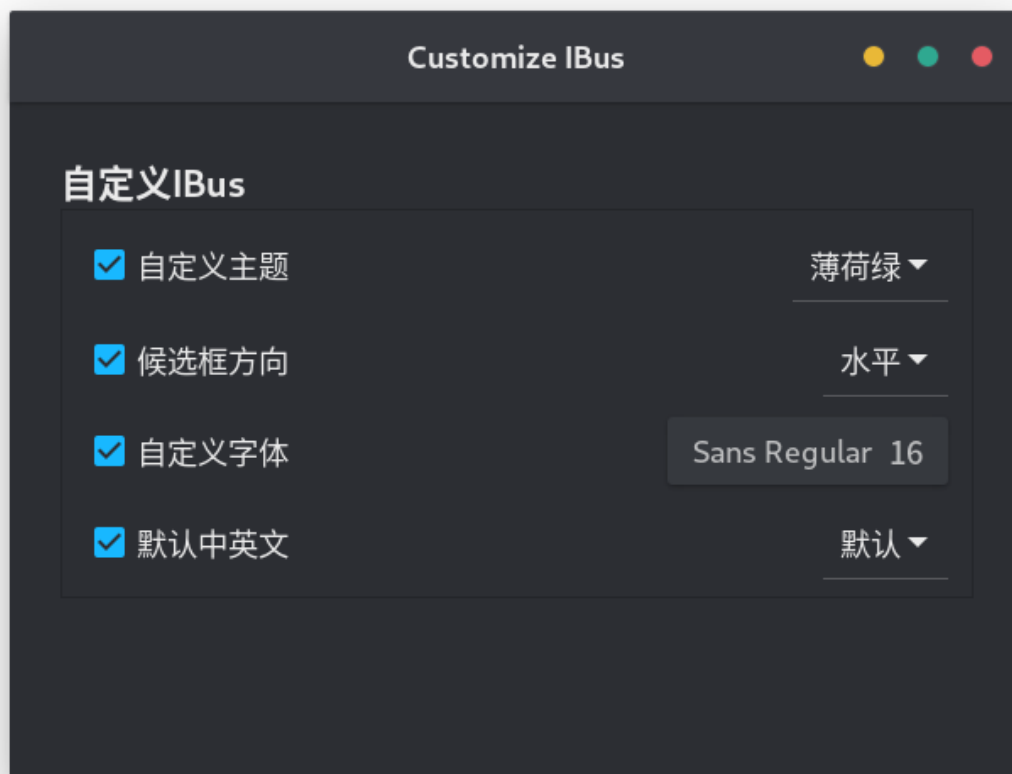 Customize IBus
自定义IBus
自定义主题 薄荷绿
候选框方向 水平
自定义字体 Sans Regular 16
默认中英文 默认